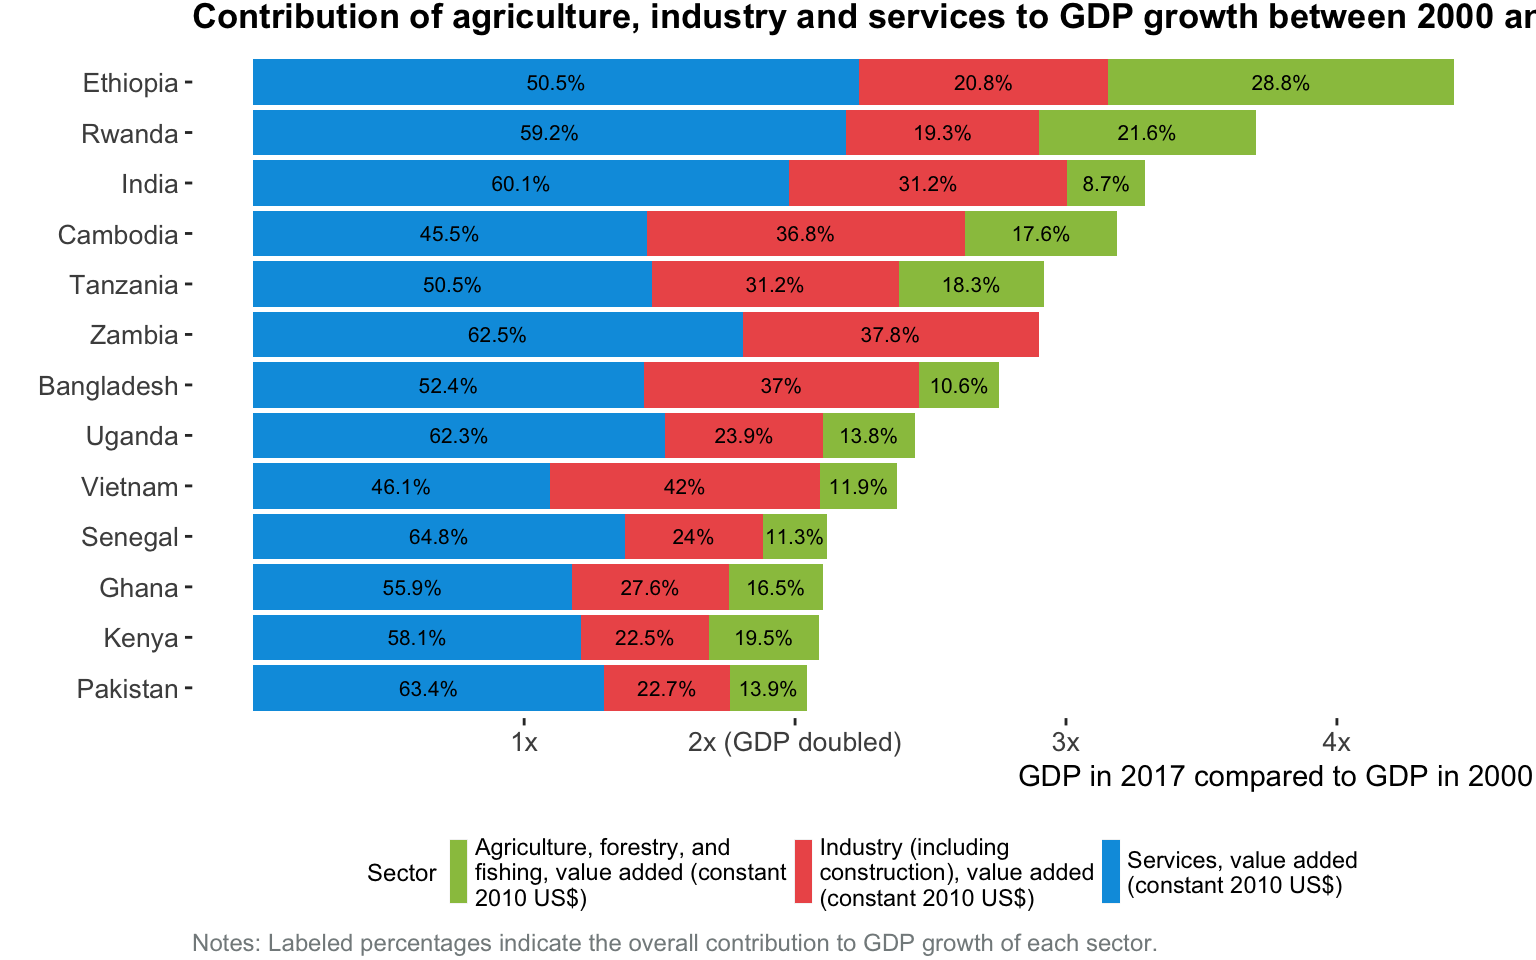 Contribution of agriculture, industry and services to GDP growth between 2000
Ethiopia 50.5% 20.8% 28.8%
Rwanda 59.2% 19.3% 21.6%
India 60.1% 31.2% 8.7%
Cambodia 45.5% 36.8% 17.6%
Tanzania 50.5% 31.2% 18.3%
Zambia 62.5% 37.8%
Bangladesh 52.4% 37% 10.6%
Uganda 62.3% 23.9% 13.8%
Vietnam 46.1% 42% 11.9%
Senegal 64.8% 24% 11.3%
Ghana 55.9% 27.6% 16.5%
Kenya 58.1% 22.5% 19.5%
Pakistan 63.4% 22.7% 13.9%
1x 2x (GDP doubled) 3x 4x
GDP in 2017 compared to GDP in 2000
Sector
Agriculture, forestry, and
fishing, value added (constant
2010 US$)
Industry (including
construction), value added
(constant 2010 US$)
Services, value added
(constant 2010 US$)
Notes: Labeled percentages indicate the overall contribution to GDP growth of each sector.